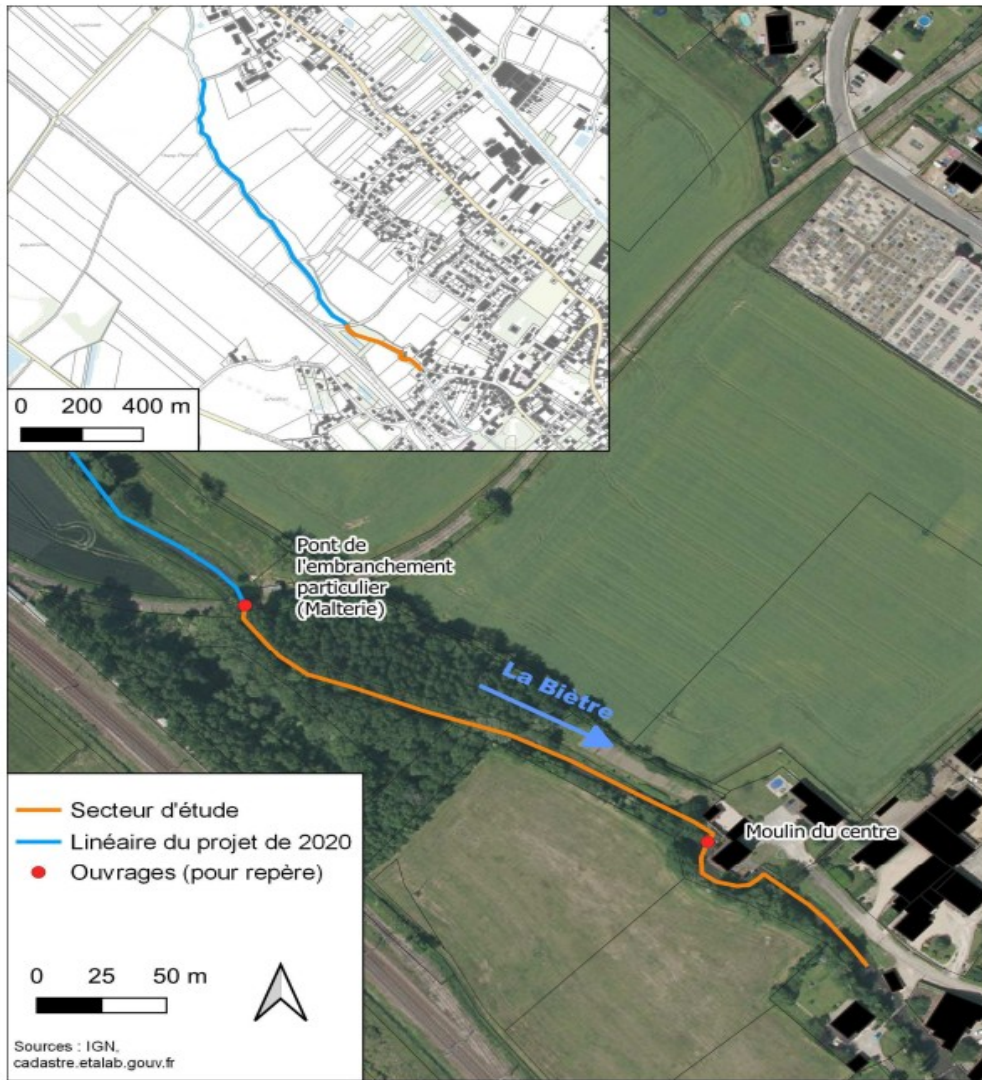 0 200 400 m
Pont de
l'embranchement
particulier
(Malterie)
La Biètre
Moulin du centre
Secteur d'étude
Linéaire du projet de 2020
Ouvrages (pour repère)
0 25 50 m
Sources : IGN,
cadastre.etalab.gouv.fr